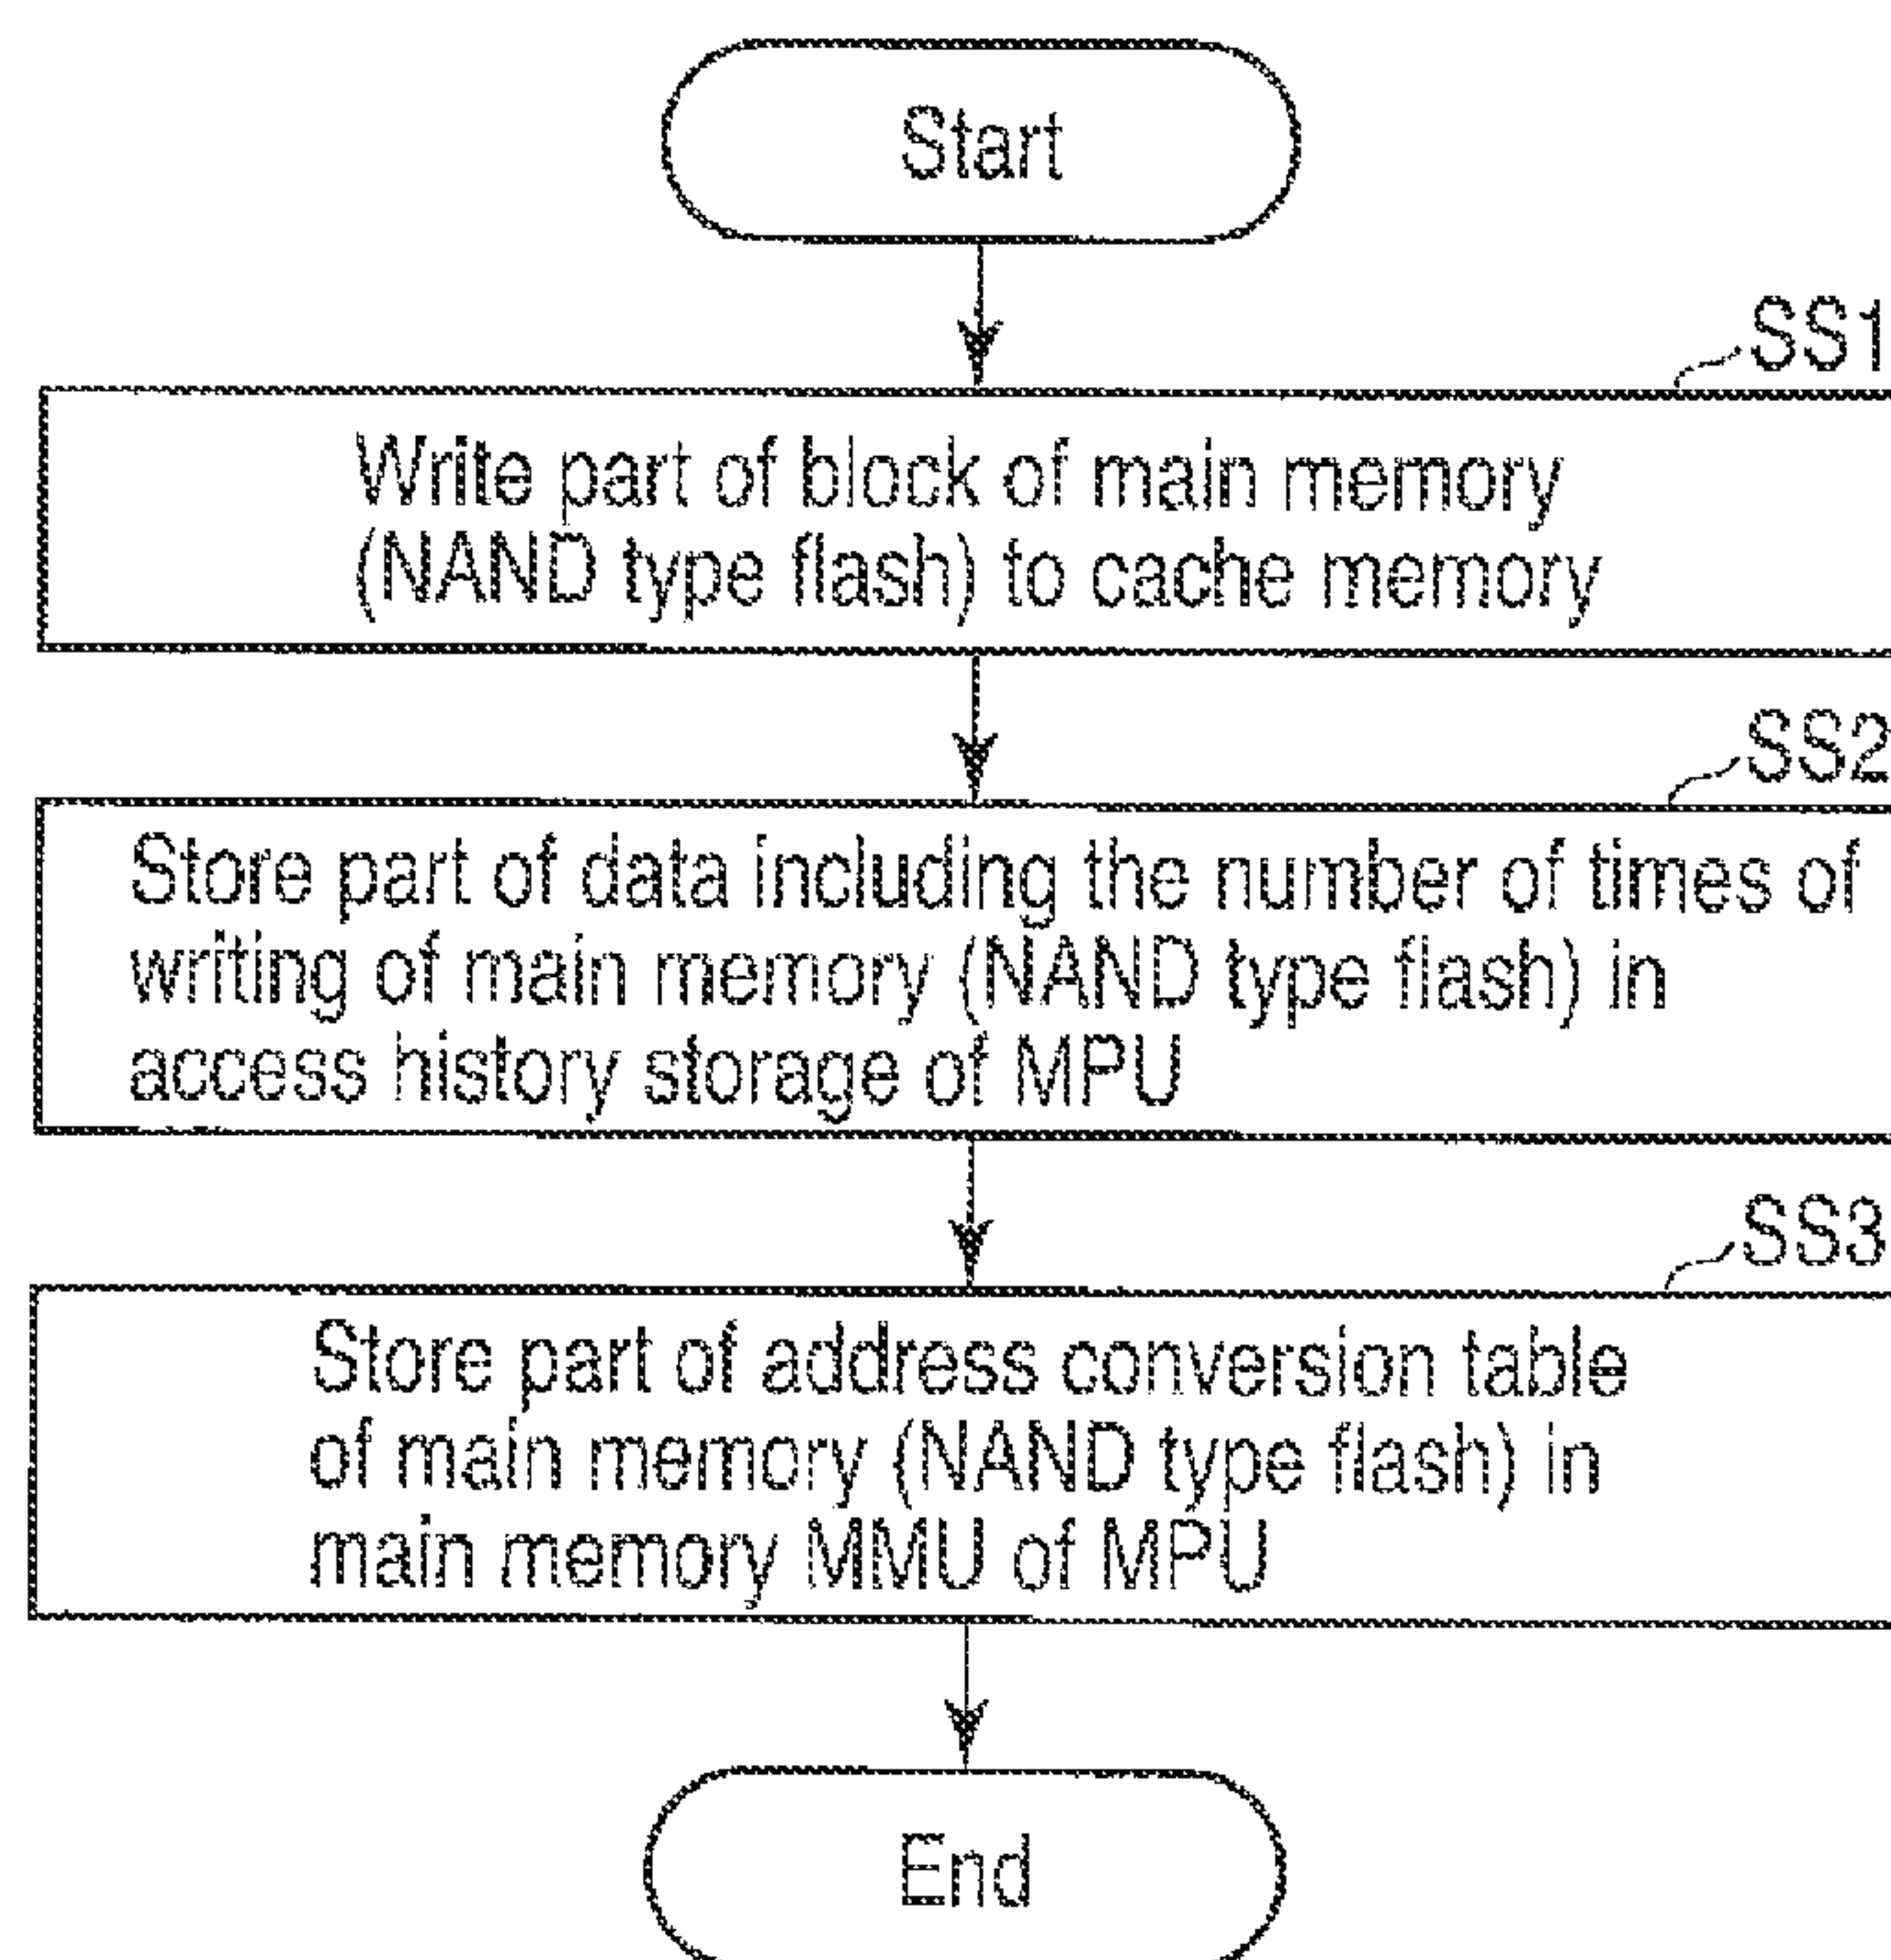 Start
SS1
Write part of block of main memory
(NAND type flash) to cache memory
SS2
Store part of data including the number of times of
writing of main memory (NAND type flash) in
access history storage of MPU
SS3
Store part of address conversion table
of main memory (NAND type flash) in
main memory MMU of MPU
End